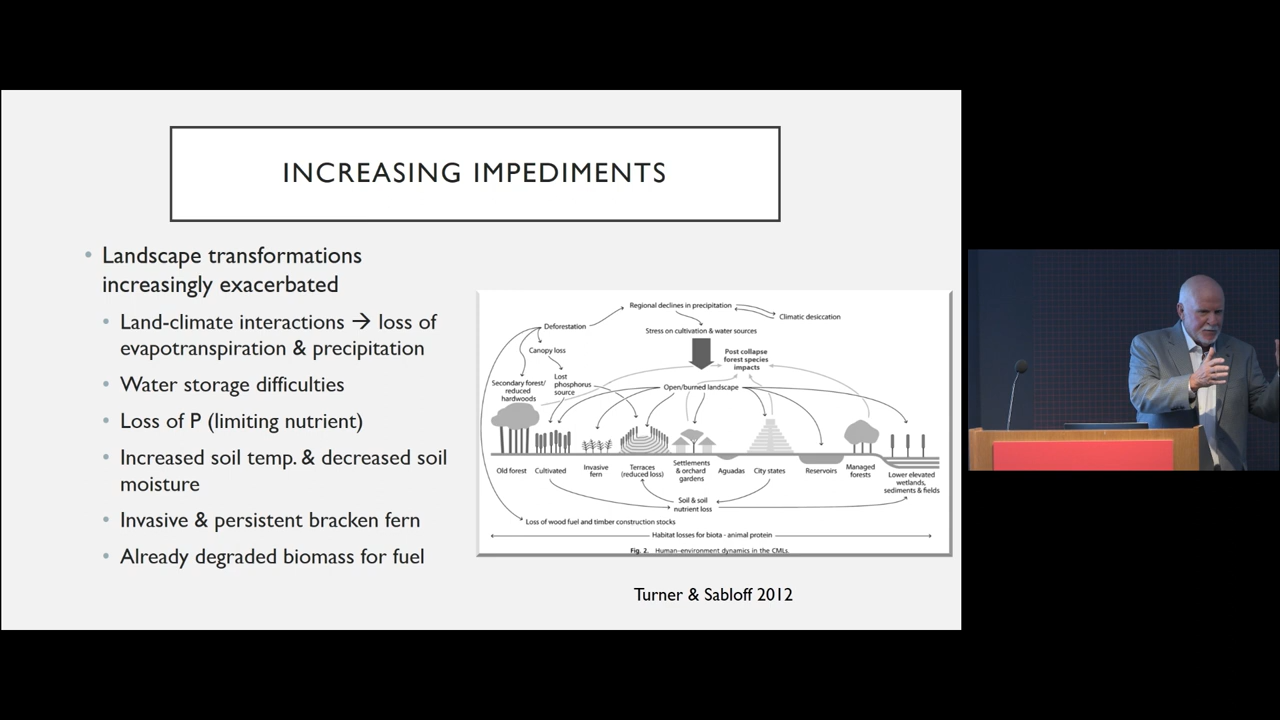 INCREASING IMPEDIMENTS
• Landscape transformations
increasingly exacerbated
• Land-climate interactions → loss of
evapotranspiration & precipitation
• Water storage difficulties
• Loss of P (limiting nutrient)
• Increased soil temp. & decreased soil
moisture
• Invasive & persistent bracken fern
• Already degraded biomass for fuel
Regional declines in precipitation
Climatic desiccation
Deforestation
Stress on cultivation & water sources
Canopy loss
Post collapse
forest species
impacts
Secondary forest/
reduced
hardwoods
Lost
phosphorus
source
Open/burned landscape
Old forest
Cultivated
Invasive
fern
Terraces
(reduced loss)
Settlements
& orchard
gardens
Aguadas
City states
Reservoirs
Managed
forests
Lower elevated
wetlands,
sediments & fields
Soil & soil
nutrient loss
Loss of wood fuel and timber construction stocks
Habitat losses for biota - animal protein
Fig. 2. Human–environment dynamics in the CMLs.
Turner & Sabloff 2012